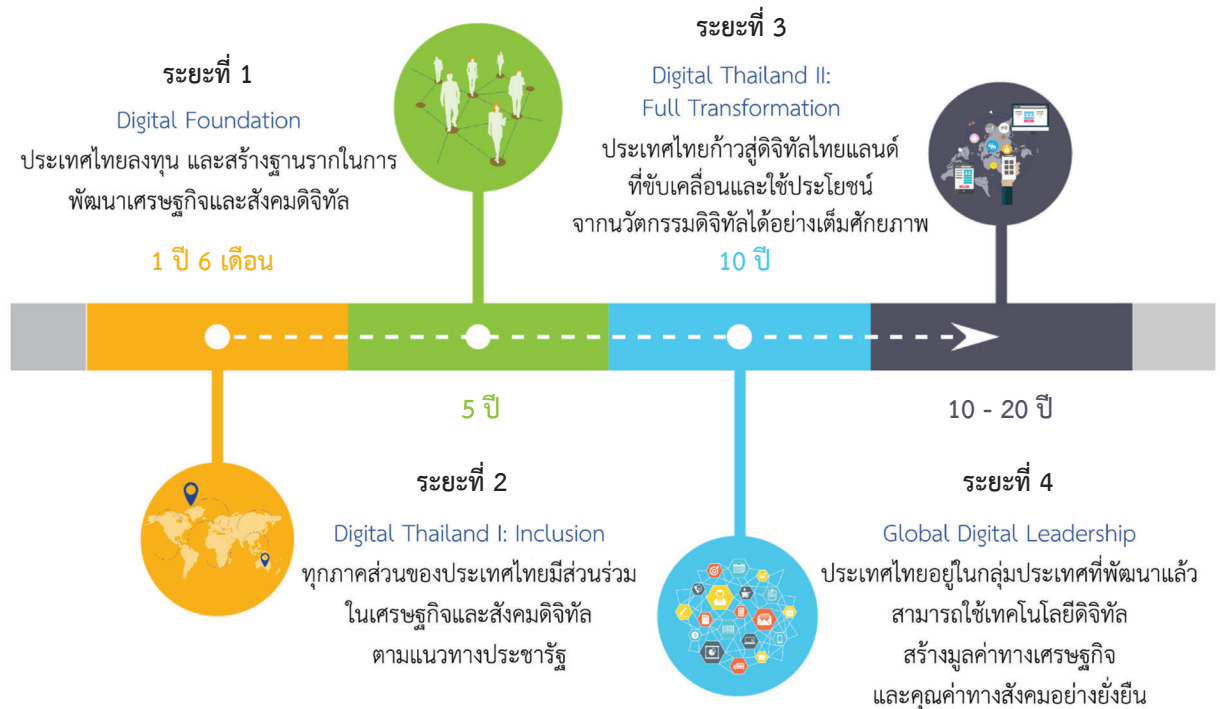 ระยะที่ 1
Digital Foundation
ประเทศไทยลงทุน และสร้างฐานรากในการ
พัฒนาเศรษฐกิจและสังคมดิจิทัล
1 ปี 6 เดือน
ระยะที่ 2
Digital Thailand I: Inclusion
ทุกภาคส่วนของประเทศไทยมีส่วนร่วม
ในเศรษฐกิจและสังคมดิจิทัล
ตามแนวทางประชารัฐ
5 ปี
ระยะที่ 3
Digital Thailand II:
Full Transformation
ประเทศไทยก้าวสู่ดิจิทัลไทยแลนด์
ที่ขับเคลื่อนและใช้ประโยชน์
จากนวัตกรรมดิจิทัลได้อย่างเต็มศักยภาพ
10 ปี
10 - 20 ปี
ระยะที่ 4
Global Digital Leadership
ประเทศไทยอยู่ในกลุ่มประเทศที่พัฒนาแล้ว
สามารถใช้เทคโนโลยีดิจิทัล
สร้างมูลค่าทางเศรษฐกิจ
และคุณค่าทางสังคมอย่างยั่งยืน